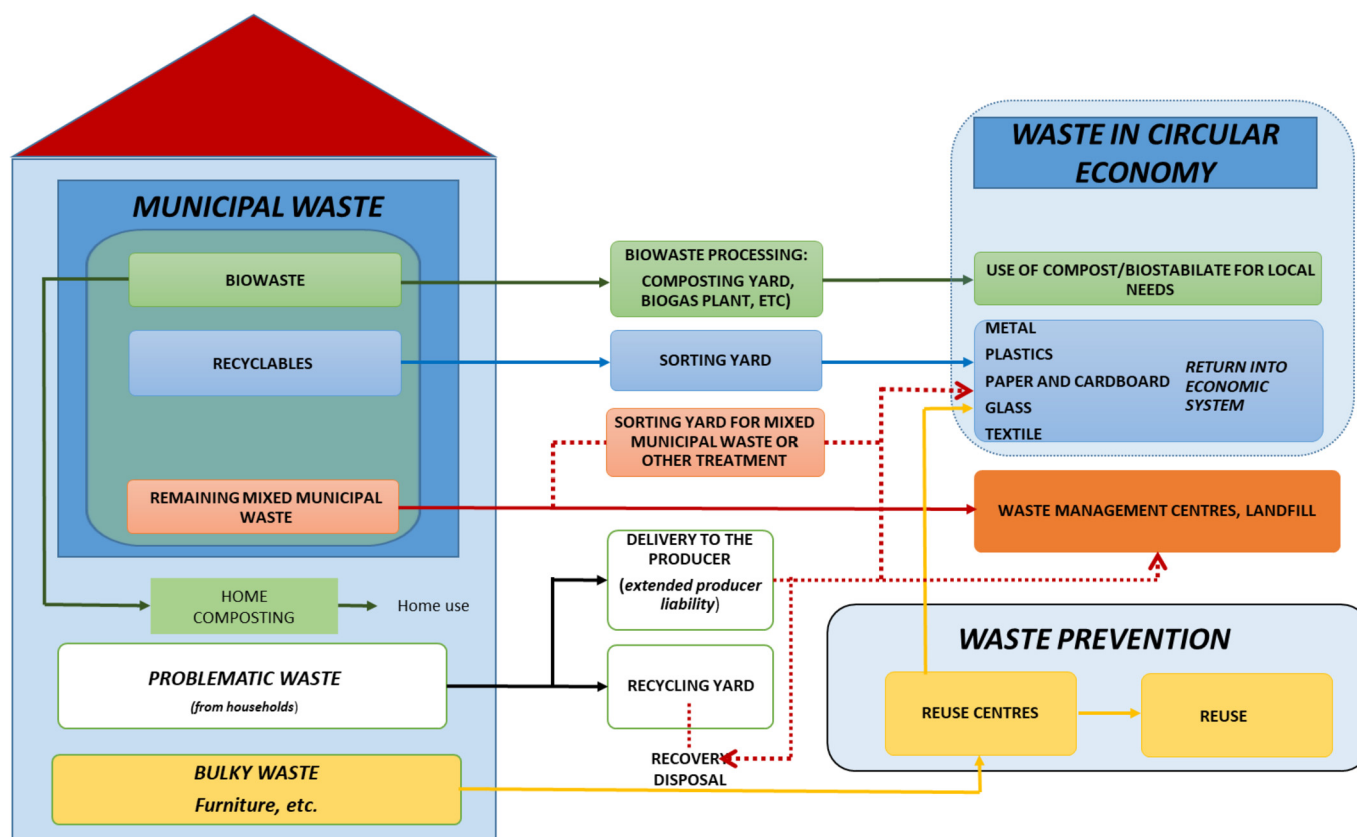 MUNICIPAL WASTE
BIOWASTE
RECYCLABLES
REMAINING MIXED MUNICIPAL
WASTE
HOME
COMPOSTING
Home use
PROBLEMATIC WASTE
(from households)
BULKY WASTE
Furniture, etc.
BIOWASTE PROCESSING:
COMPOSTING YARD,
BIOGAS PLANT, ETC)
SORTING YARD
SORTING YARD FOR MIXED
MUNICIPAL WASTE OR
OTHER TREATMENT
DELIVERY TO THE
PRODUCER
(extended producer
liability)
RECYCLING YARD
RECOVERY
DISPOSAL
WASTE IN CIRCULAR
ECONOMY
USE OF COMPOST/BIOSTABILATE FOR LOCAL
NEEDS
METAL
PLASTICS
PAPER AND CARDBOARD
GLASS
TEXTILE
RETURN INTO
ECONOMIC
SYSTEM
WASTE MANAGEMENT CENTRES, LANDFILL
WASTE PREVENTION
REUSE CENTRES
REUSE